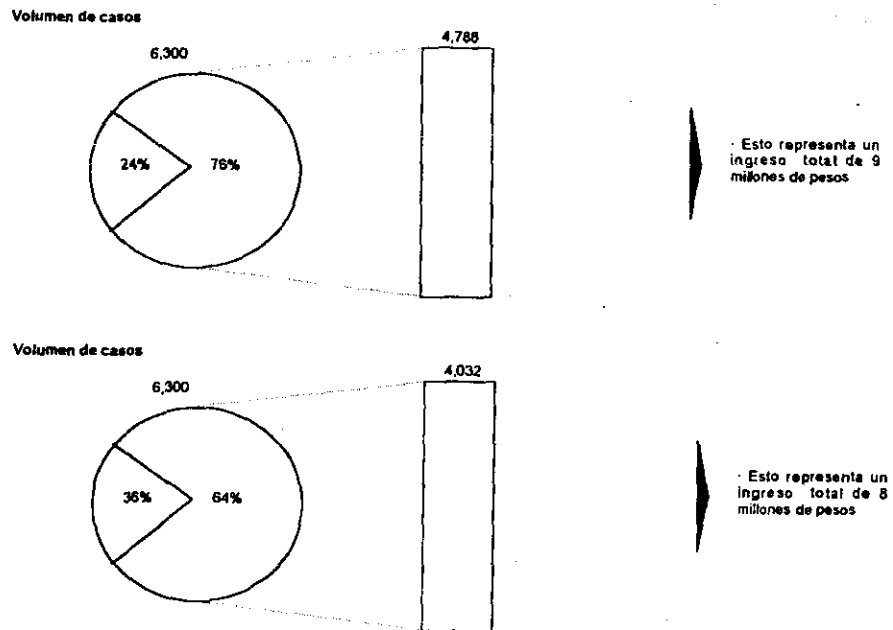 Volumen de casos
6,300
4,788
24%
76%
· Esto representa un
ingreso total de 9
millones de pesos
Volumen de casos
6,300
4,032
36%
64%
· Esto representa un
ingreso total de 8
millones de pesos